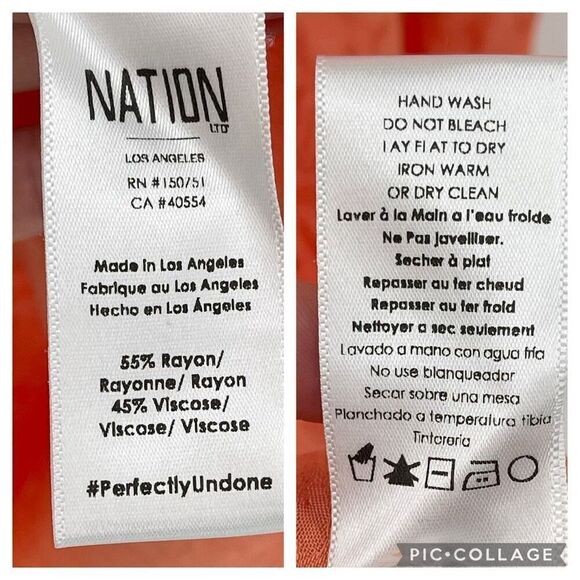 NATION
LTD
LOS ANGELES
RN #150751
CA #40554
Made in Los Angeles
Fabrique au Los Angeles
Hecho en Los Ángeles
55% Rayon/
Rayonne/ Rayon
45% Viscose/
Viscose/ Viscose
#PerfectlyUndone
HAND WASH
DO NOT BLEACH
LAY FLAT TO DRY
IRON WARM
OR DRY CLEAN
Laver à la Main a l'eau froide
Ne Pas Javelliser.
Secher à plat
Repasser au fer chaud
Repasser au fer froid
Nettoyer a sec seulement
Lavado a mano con agua fría
No use blanqueador
Secar sobre una mesa
Planchado a temperatura tibia
Tintoreria
PIC•COLLAGE